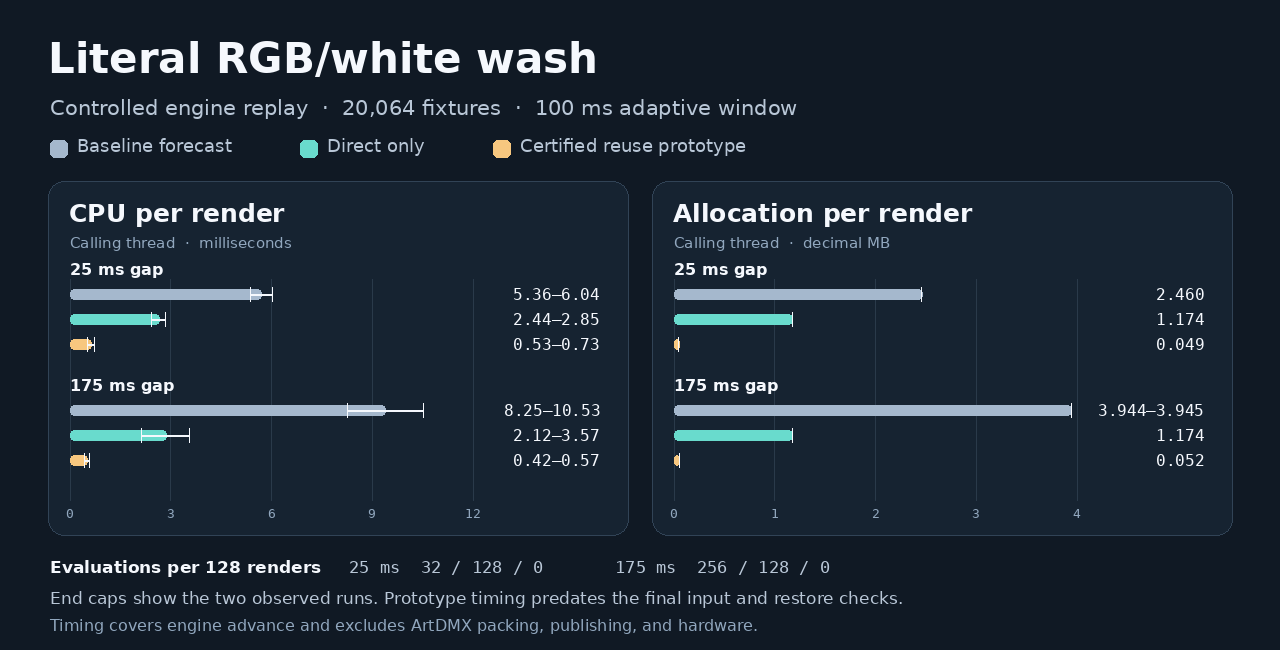 Literal RGB/white wash
Controlled engine replay · 20,064 fixtures · 100 ms adaptive window
Baseline forecast Direct only Certified reuse prototype
CPU per render
Calling thread · milliseconds
25 ms gap
5.36–6.04
2.44–2.85
0.53–0.73
175 ms gap
8.25–10.53
2.12–3.57
0.42–0.57
0 3 6 9 12
Allocation per render
Calling thread · decimal MB
25 ms gap
2.460
1.174
0.049
175 ms gap
3.944–3.945
1.174
0.052
0 1 2 3 4
Evaluations per 128 renders 25 ms 32 / 128 / 0 175 ms 256 / 128 / 0
End caps show the two observed runs. Prototype timing predates the final input and restore checks.
Timing covers engine advance and excludes ArtDMX packing, publishing, and hardware.